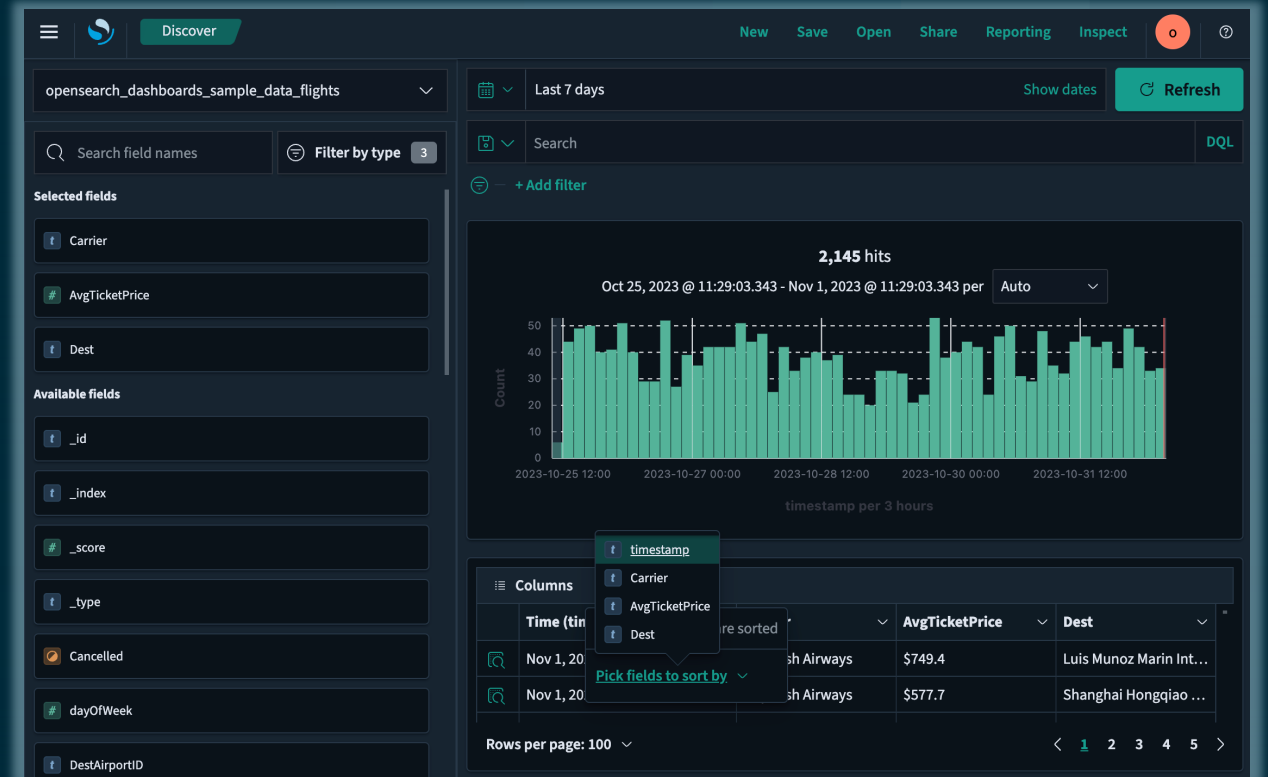 Discover
New Save Open Share Reporting Inspect
o
opensearch_dashboards_sample_data_flights
Last 7 days
Show dates
Refresh
Search field names
Filter by type 3
Search
DQL
+ Add filter
Selected fields
t Carrier
# AvgTicketPrice
t Dest
Available fields
t _id
t _index
# _score
t _type
Cancelled
# dayOfWeek
t DestAirportID
2,145 hits
Oct 25, 2023 @ 11:29:03.343 - Nov 1, 2023 @ 11:29:03.343 per Auto
Count
50
40
30
20
10
0
2023-10-25 12:00 2023-10-27 00:00 2023-10-28 12:00 2023-10-30 00:00 2023-10-31 12:00
timestamp per 3 hours
t timestamp
t Carrier
t AvgTicketPrice
t Dest
Columns
Time (tim
AvgTicketPrice
Dest
re sorted
Pick fields to sort by
Nov 1, 20 sh Airways $749.4 Luis Munoz Marin Int...
Nov 1, 20 sh Airways $577.7 Shanghai Hongqiao ...
Rows per page: 100
1 2 3 4 5